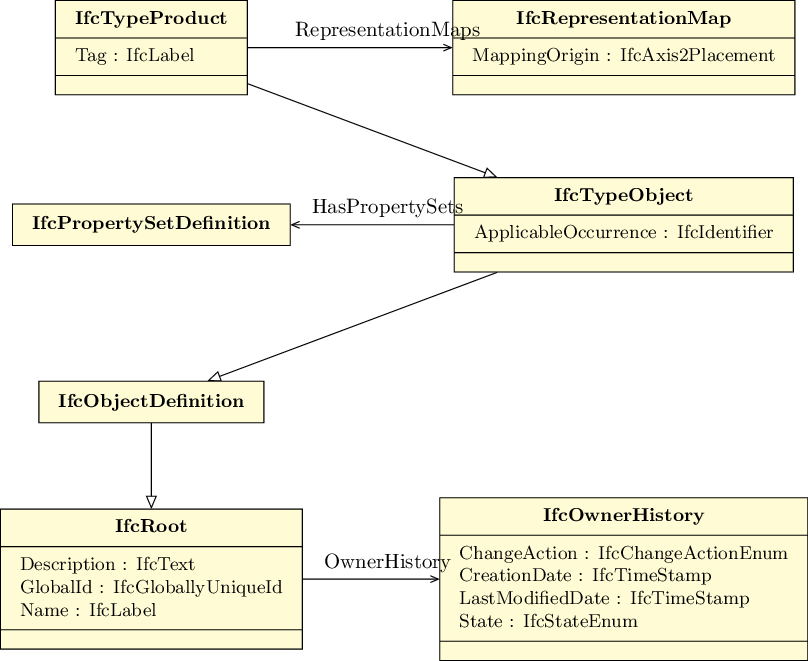 IfcTypeProduct
Tag : IfcLabel
RepresentationMaps
IfcRepresentationMap
MappingOrigin : IfcAxis2Placement
IfcPropertySetDefinition
HasPropertySets
IfcTypeObject
ApplicableOccurrence : IfcIdentifier
IfcObjectDefinition
IfcRoot
Description : IfcText
GlobalId : IfcGloballyUniqueId
Name : IfcLabel
OwnerHistory
IfcOwnerHistory
ChangeAction : IfcChangeActionEnum
CreationDate : IfcTimeStamp
LastModifiedDate : IfcTimeStamp
State : IfcStateEnum